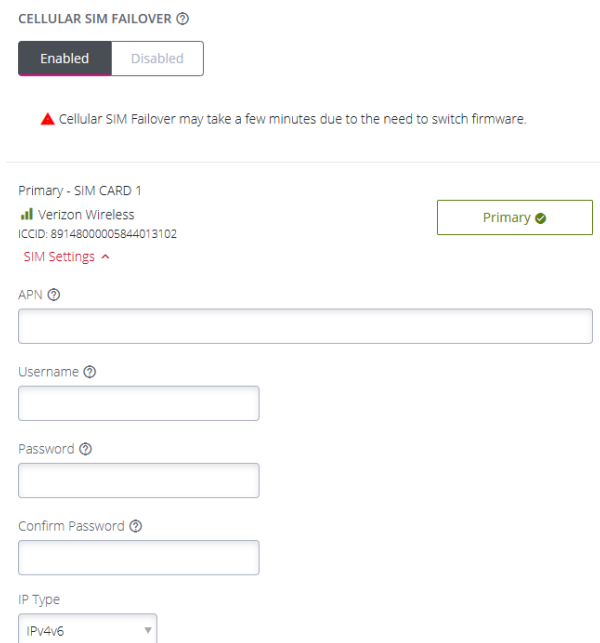 CELLULAR SIM FAILOVER
Enabled Disabled
Cellular SIM Failover may take a few minutes due to the need to switch firmware.
Primary - SIM CARD 1
Verizon Wireless
Primary
ICCID: 89148000005844013102
SIM Settings
APN
Username
Password
Confirm Password
IP Type
IPv4v6